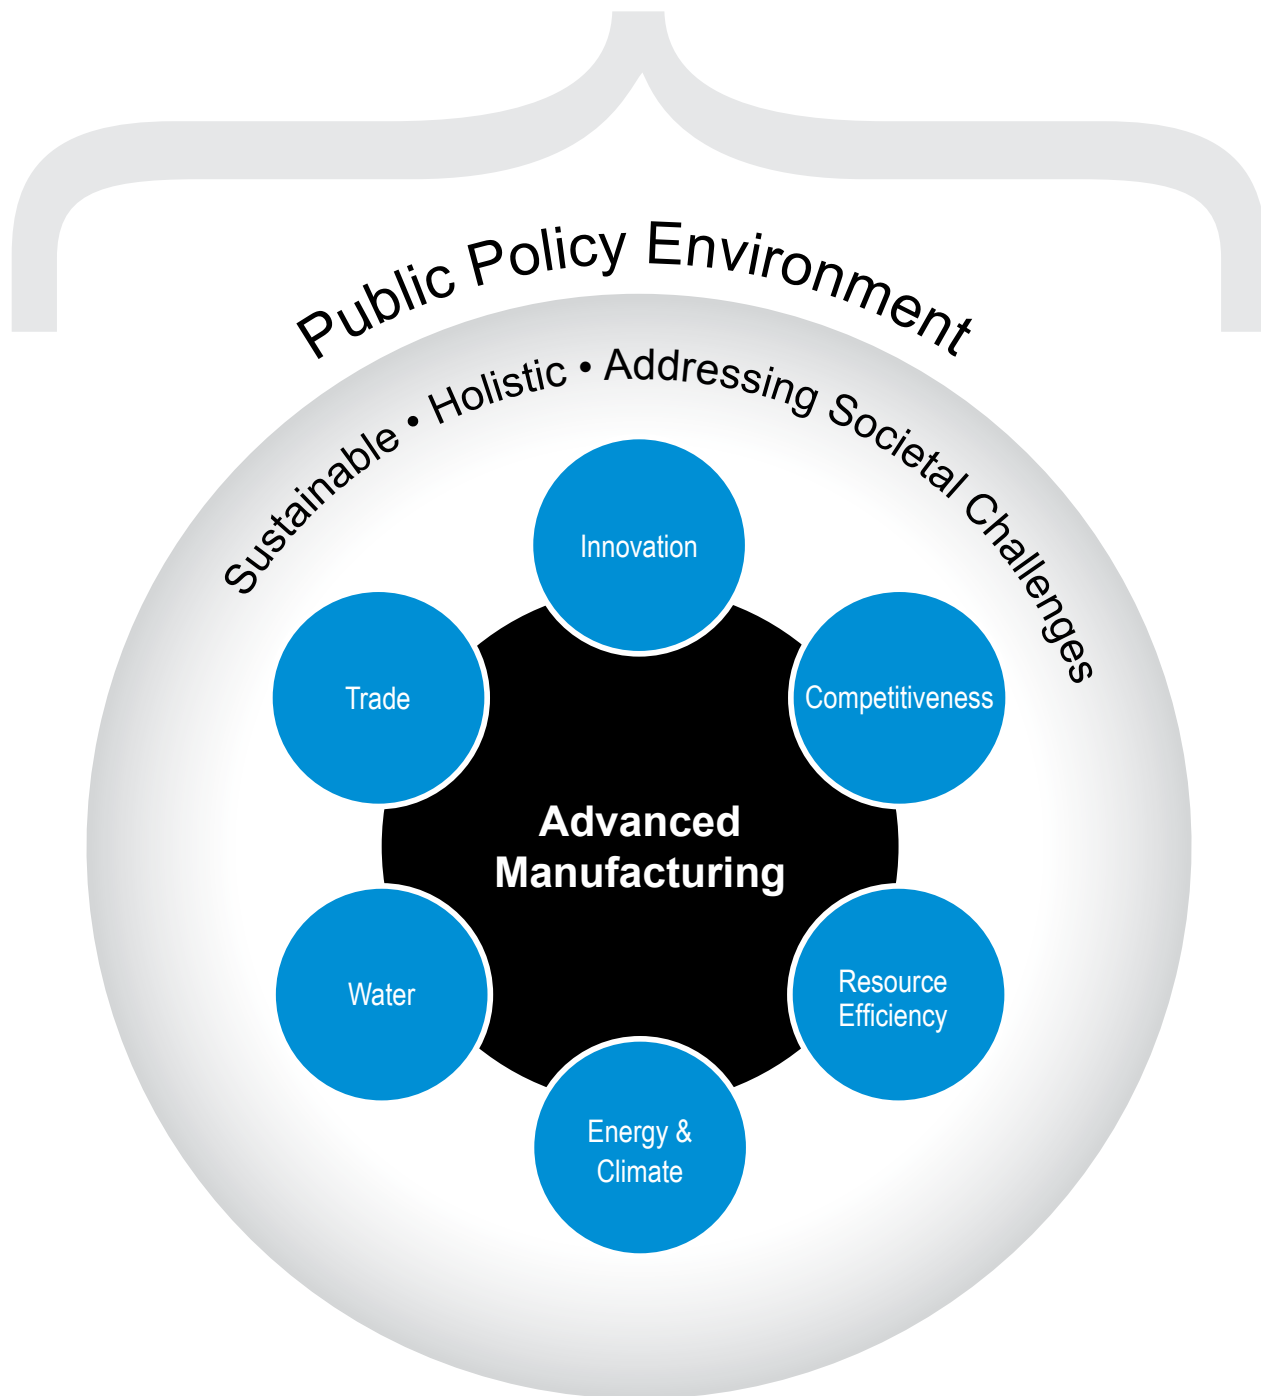 Public Policy Environment
Sustainable • Holistic • Addressing Societal Challenges
Innovation
Trade
Competitiveness
Advanced
Manufacturing
Water
Resource
Efficiency
Energy &
Climate